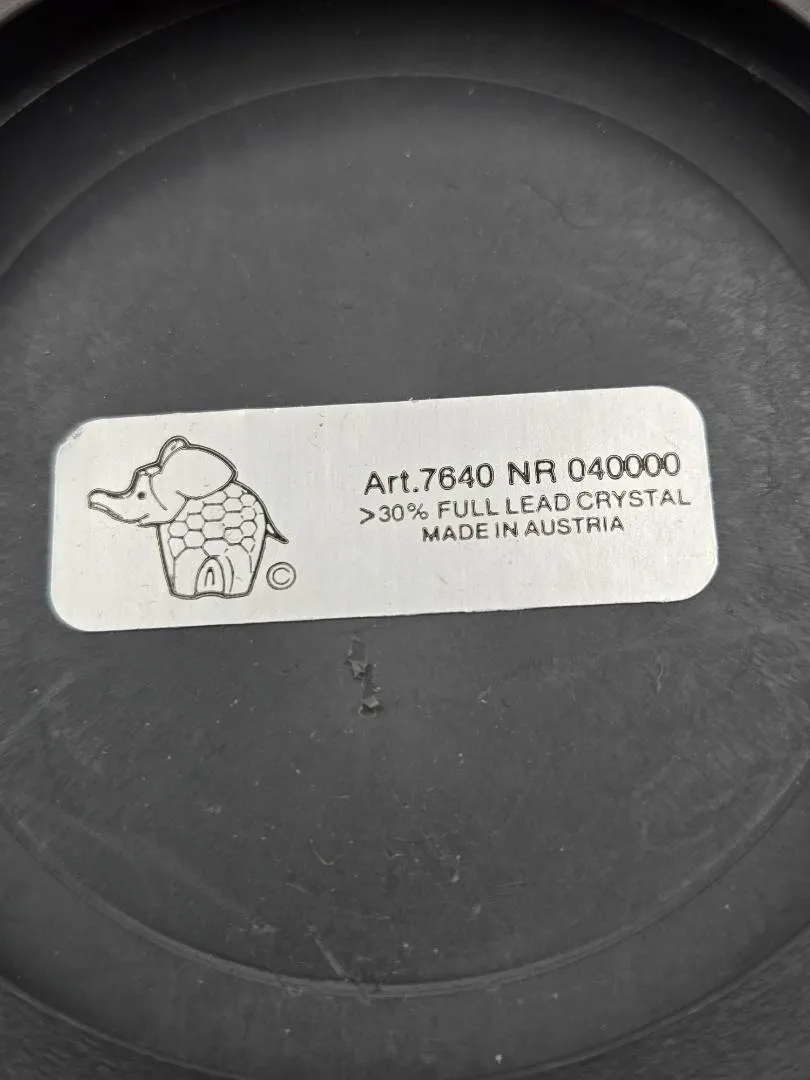 Art.7640 NR 040000
>30% FULL LEAD CRYSTAL
MADE IN AUSTRIA
©